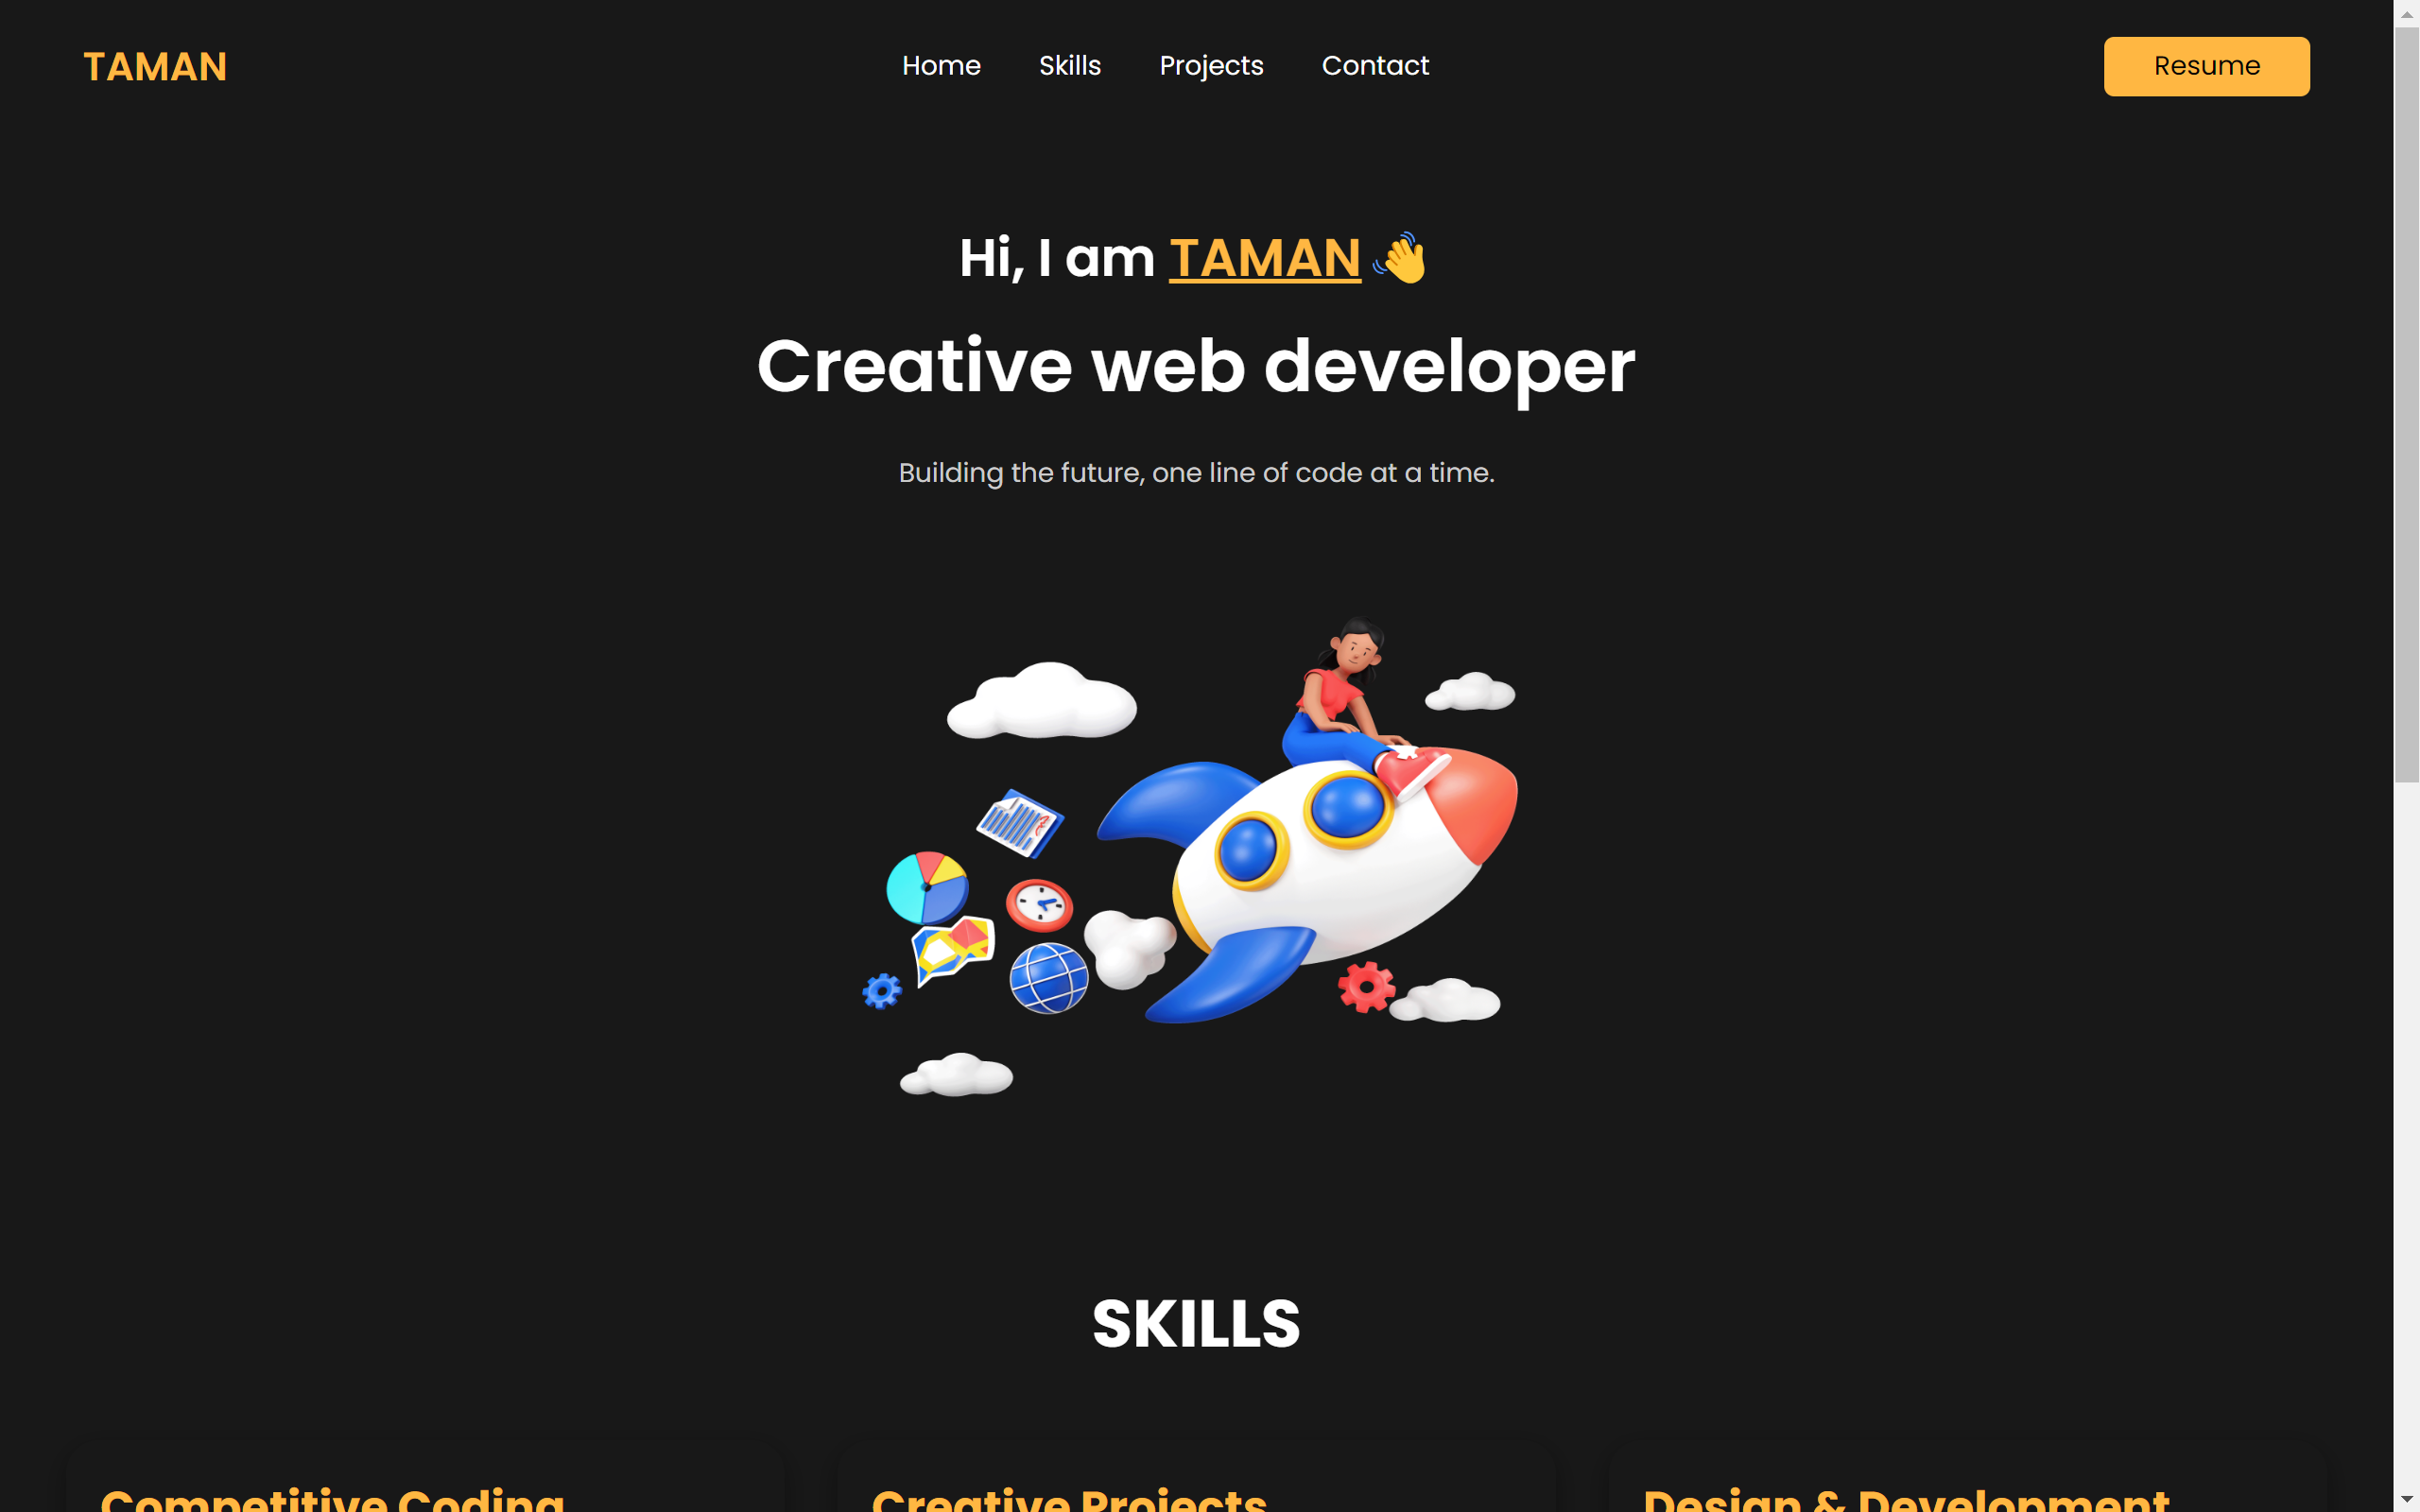 TAMAN
Home Skills Projects Contact
Resume
Hi, I am TAMAN 👋
Creative web developer
Building the future, one line of code at a time.
SKILLS
Competitive Coding
Creative Projects
Design & Development